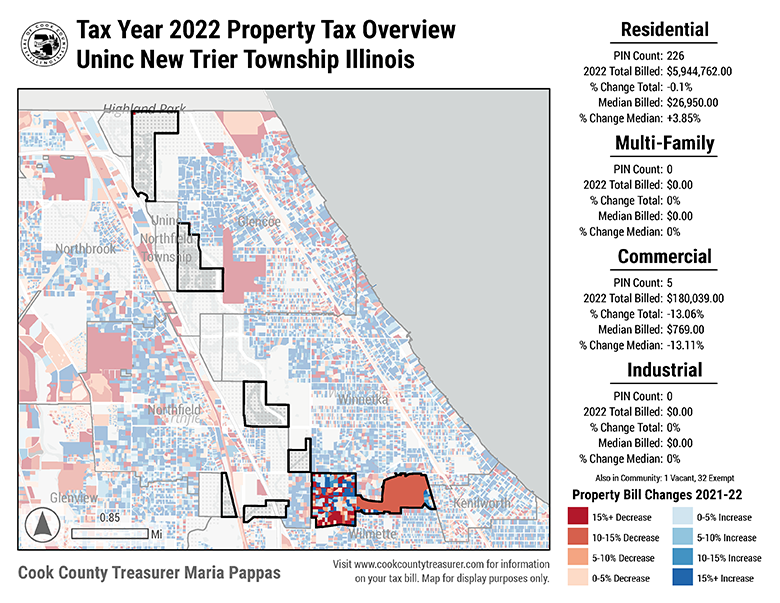 Tax Year 2022 Property Tax Overview
Uninc New Trier Township Illinois
Highland Park
Uninc
Northfield
Township
Glencoe
Northbrook
Winnetka
Northfield
Glenview
Kenilworth
Wilmette
0.85
Mi
Cook County Treasurer Maria Pappas
Visit www.cookcountytreasurer.com for information
on your tax bill. Map for display purposes only.
Residential
PIN Count: 226
2022 Total Billed: $5,944,762.00
% Change Total: -0.1%
Median Billed: $26,950.00
% Change Median: +3.85%
Multi-Family
PIN Count: 0
2022 Total Billed: $0.00
% Change Total: 0%
Median Billed: $0.00
% Change Median: 0%
Commercial
PIN Count: 5
2022 Total Billed: $180,039.00
% Change Total: -13.06%
Median Billed: $769.00
% Change Median: -13.11%
Industrial
PIN Count: 0
2022 Total Billed: $0.00
% Change Total: 0%
Median Billed: $0.00
% Change Median: 0%
Also in Community: 1 Vacant, 32 Exempt
Property Bill Changes 2021-22
15%+ Decrease
10-15% Decrease
5-10% Decrease
0-5% Decrease
0-5% Increase
5-10% Increase
10-15% Increase
15%+ Increase